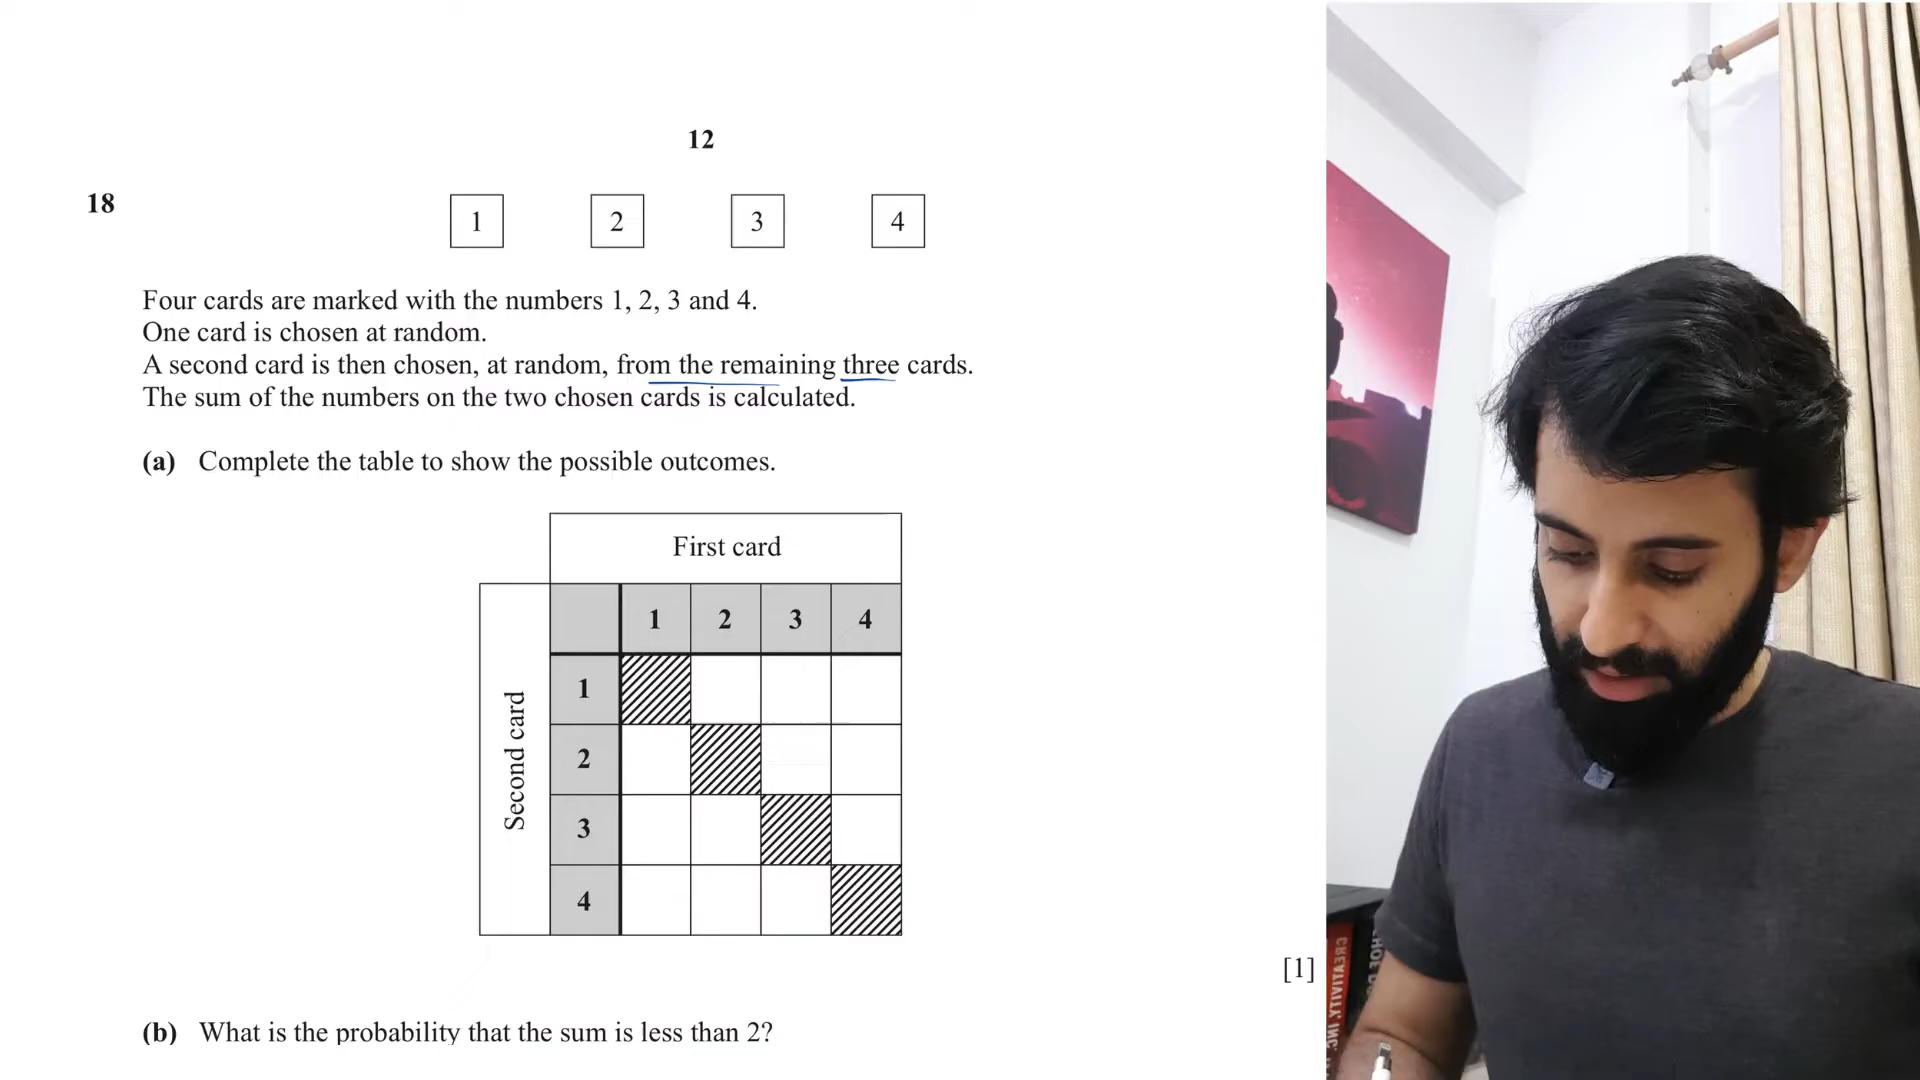 12
18
1 2 3 4
Four cards are marked with the numbers 1, 2, 3 and 4.
One card is chosen at random.
A second card is then chosen, at random, from the remaining three cards.
The sum of the numbers on the two chosen cards is calculated.
(a) Complete the table to show the possible outcomes.
First card
1 2 3 4
Second card
1
2
3
4
[1]
(b) What is the probability that the sum is less than 2?
CREATIVITY, INC.